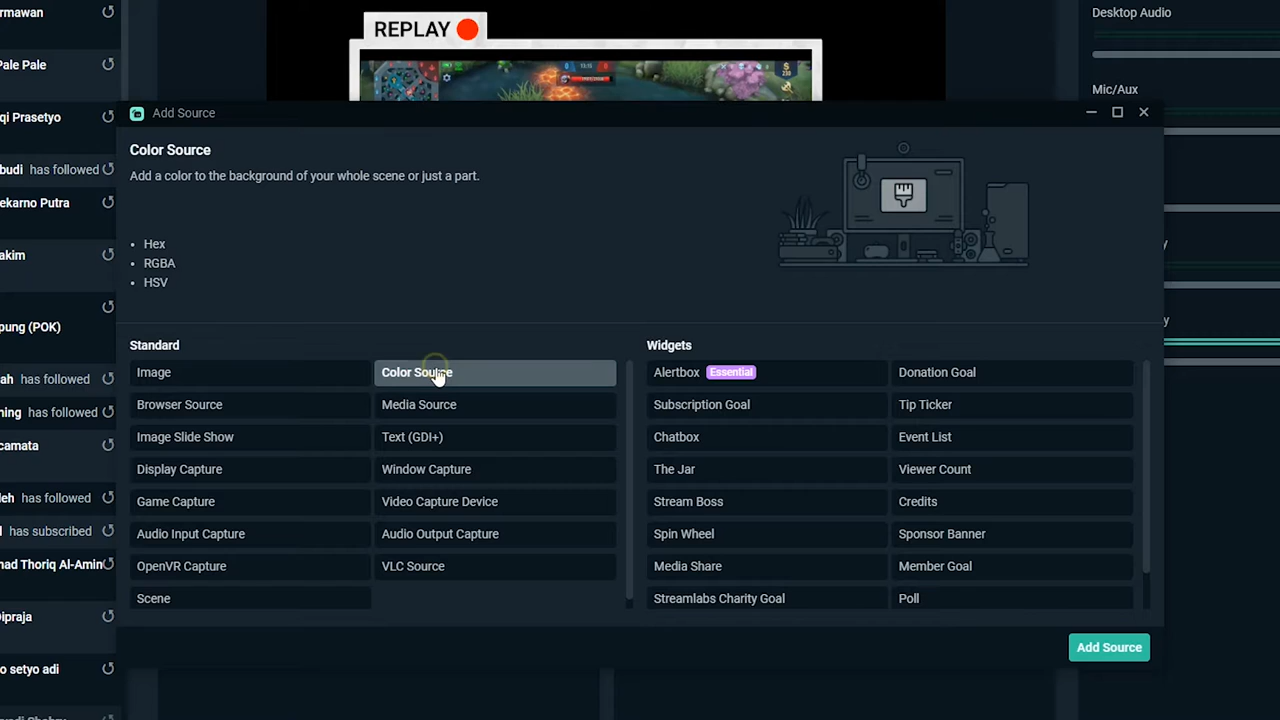 rmawan
Pale Pale
qi Prasetyo
budi has followed
ekarno Putra
akim
pung (POK)
ah has followed
ning has followed
camata
eh has followed
l has subscribed
nad Thoriq Al-Amin
Dipraja
o setyo adi
REPLAY
13:15
230
Desktop Audio
Mic/Aux
y
y
Add Source
Color Source
Add a color to the background of your whole scene or just a part.
• Hex
• RGBA
• HSV
Standard
Image
Color Source
Browser Source
Media Source
Image Slide Show
Text (GDI+)
Display Capture
Window Capture
Game Capture
Video Capture Device
Audio Input Capture
Audio Output Capture
OpenVR Capture
VLC Source
Scene
Widgets
Alertbox Essential
Donation Goal
Subscription Goal
Tip Ticker
Chatbox
Event List
The Jar
Viewer Count
Stream Boss
Credits
Spin Wheel
Sponsor Banner
Media Share
Member Goal
Streamlabs Charity Goal
Poll
Add Source